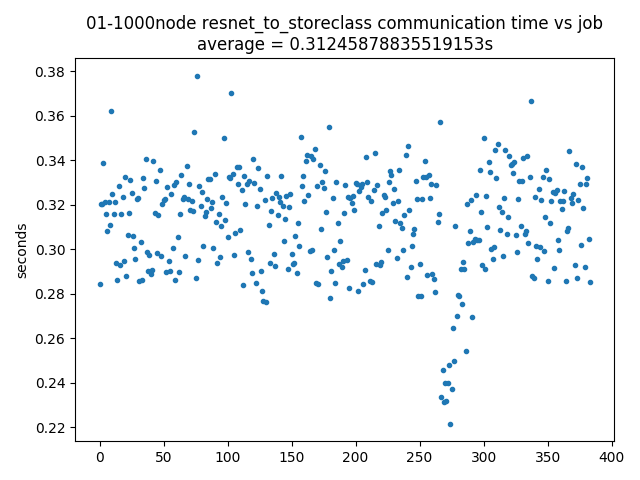 01-1000node resnet_to_storeclass communication time vs job
average = 0.31245878835519153s
0.38
0.36
0.34
0.32
0.30
0.28
0.26
0.24
0.22
seconds
0 50 100 150 200 250 300 350 400